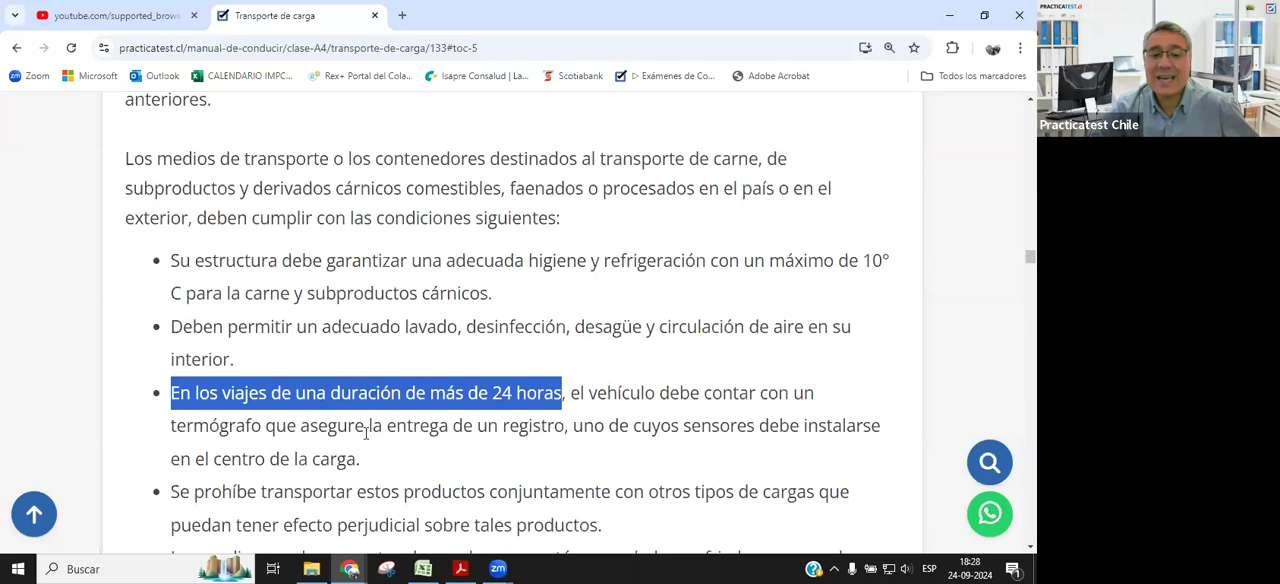 youtube.com/supported_brows
Transporte de carga
practicatest.cl/manual-de-conducir/clase-A4/transporte-de-carga/133#toc-5
Zoom
Microsoft
Outlook
CALENDARIO IMPC...
Rex+ - Portal del Cola...
Isapre Consalud | La...
Scotiabank
▷ Exámenes de Co...
Adobe Acrobat
Todos los marcadores
PRACTICATEST.cl
Practicatest Chile
anteriores.
Los medios de transporte o los contenedores destinados al transporte de carne, de
subproductos y derivados cárnicos comestibles, faenados o procesados en el país o en el
exterior, deben cumplir con las condiciones siguientes:
• Su estructura debe garantizar una adecuada higiene y refrigeración con un máximo de 10°
C para la carne y subproductos cárnicos.
• Deben permitir un adecuado lavado, desinfección, desagüe y circulación de aire en su
interior.
• En los viajes de una duración de más de 24 horas, el vehículo debe contar con un
termógrafo que asegure la entrega de un registro, uno de cuyos sensores debe instalarse
en el centro de la carga.
• Se prohíbe transportar estos productos conjuntamente con otros tipos de cargas que
puedan tener efecto perjudicial sobre tales productos.
Buscar
zm
ESP
18:28
24-09-2024